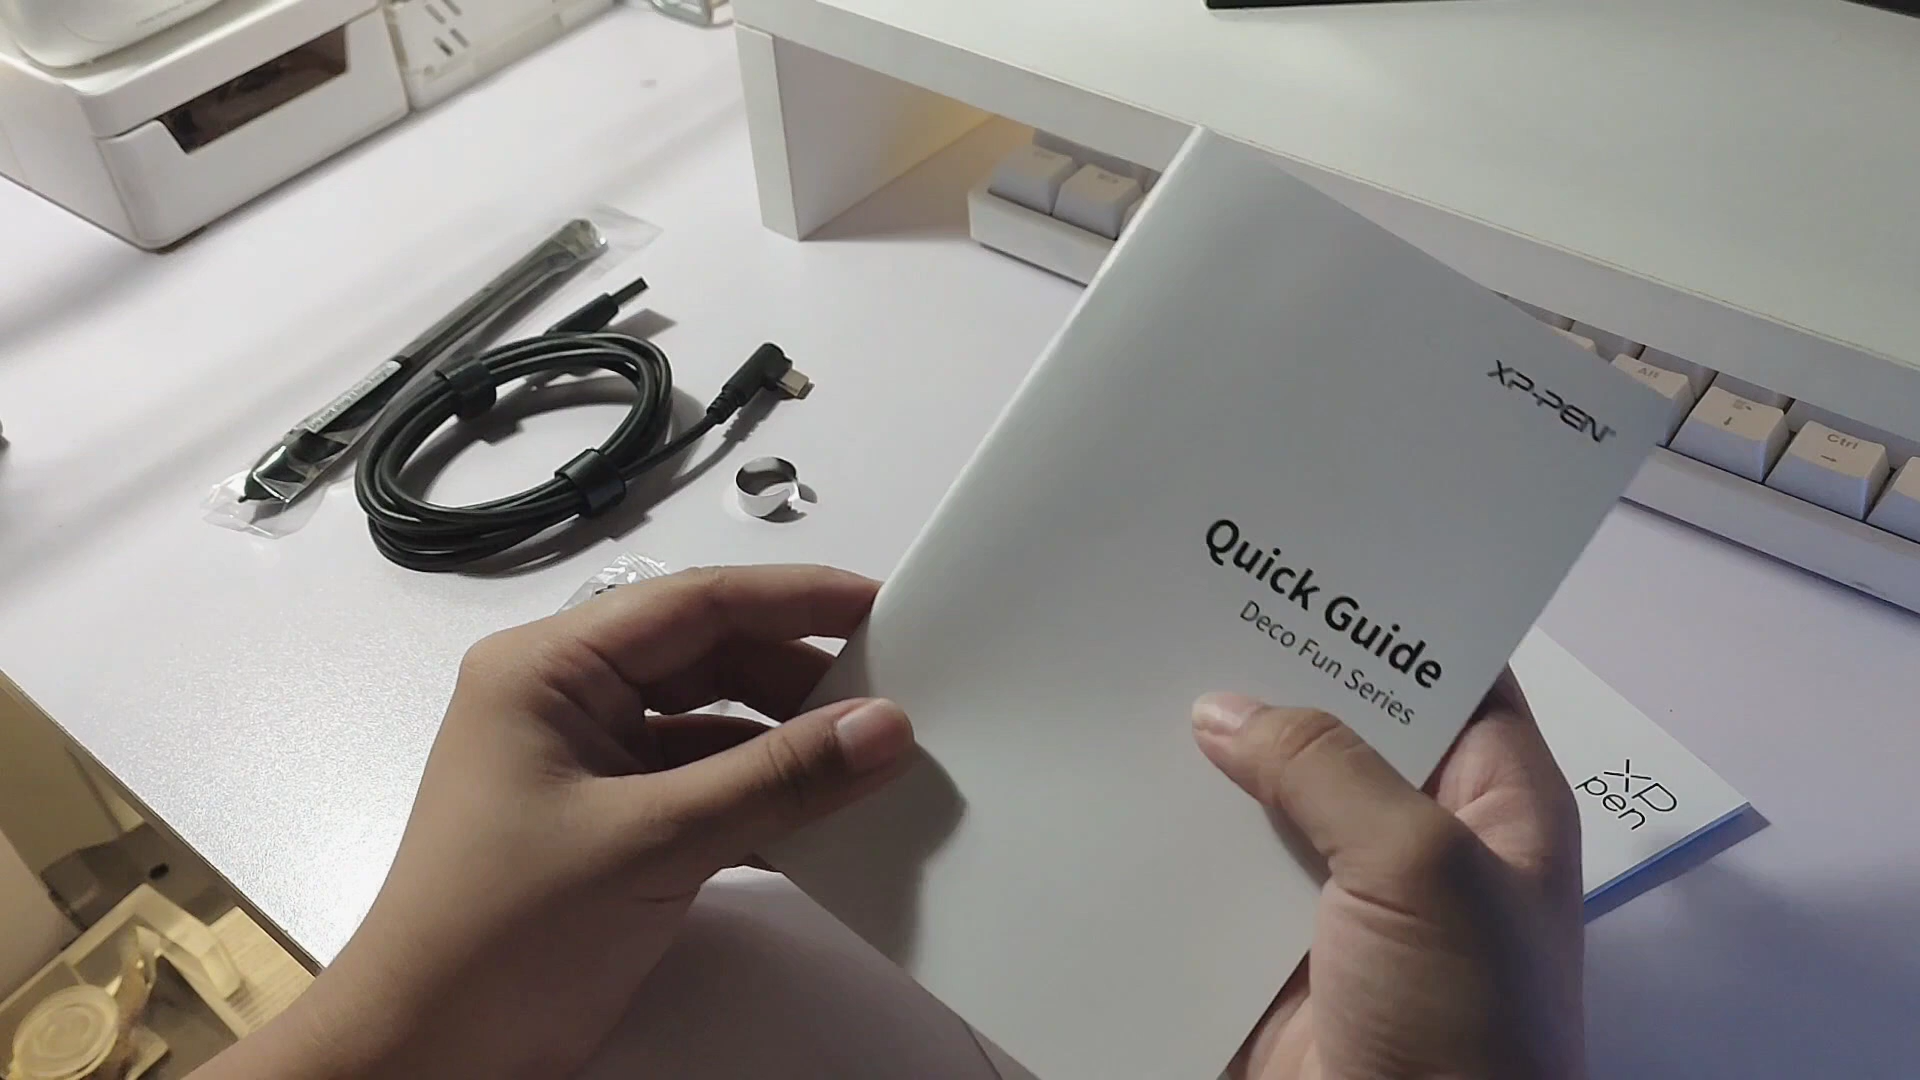 XP-PEN
Quick Guide
Deco Fun Series
xp
pen
Alt
Ctrl